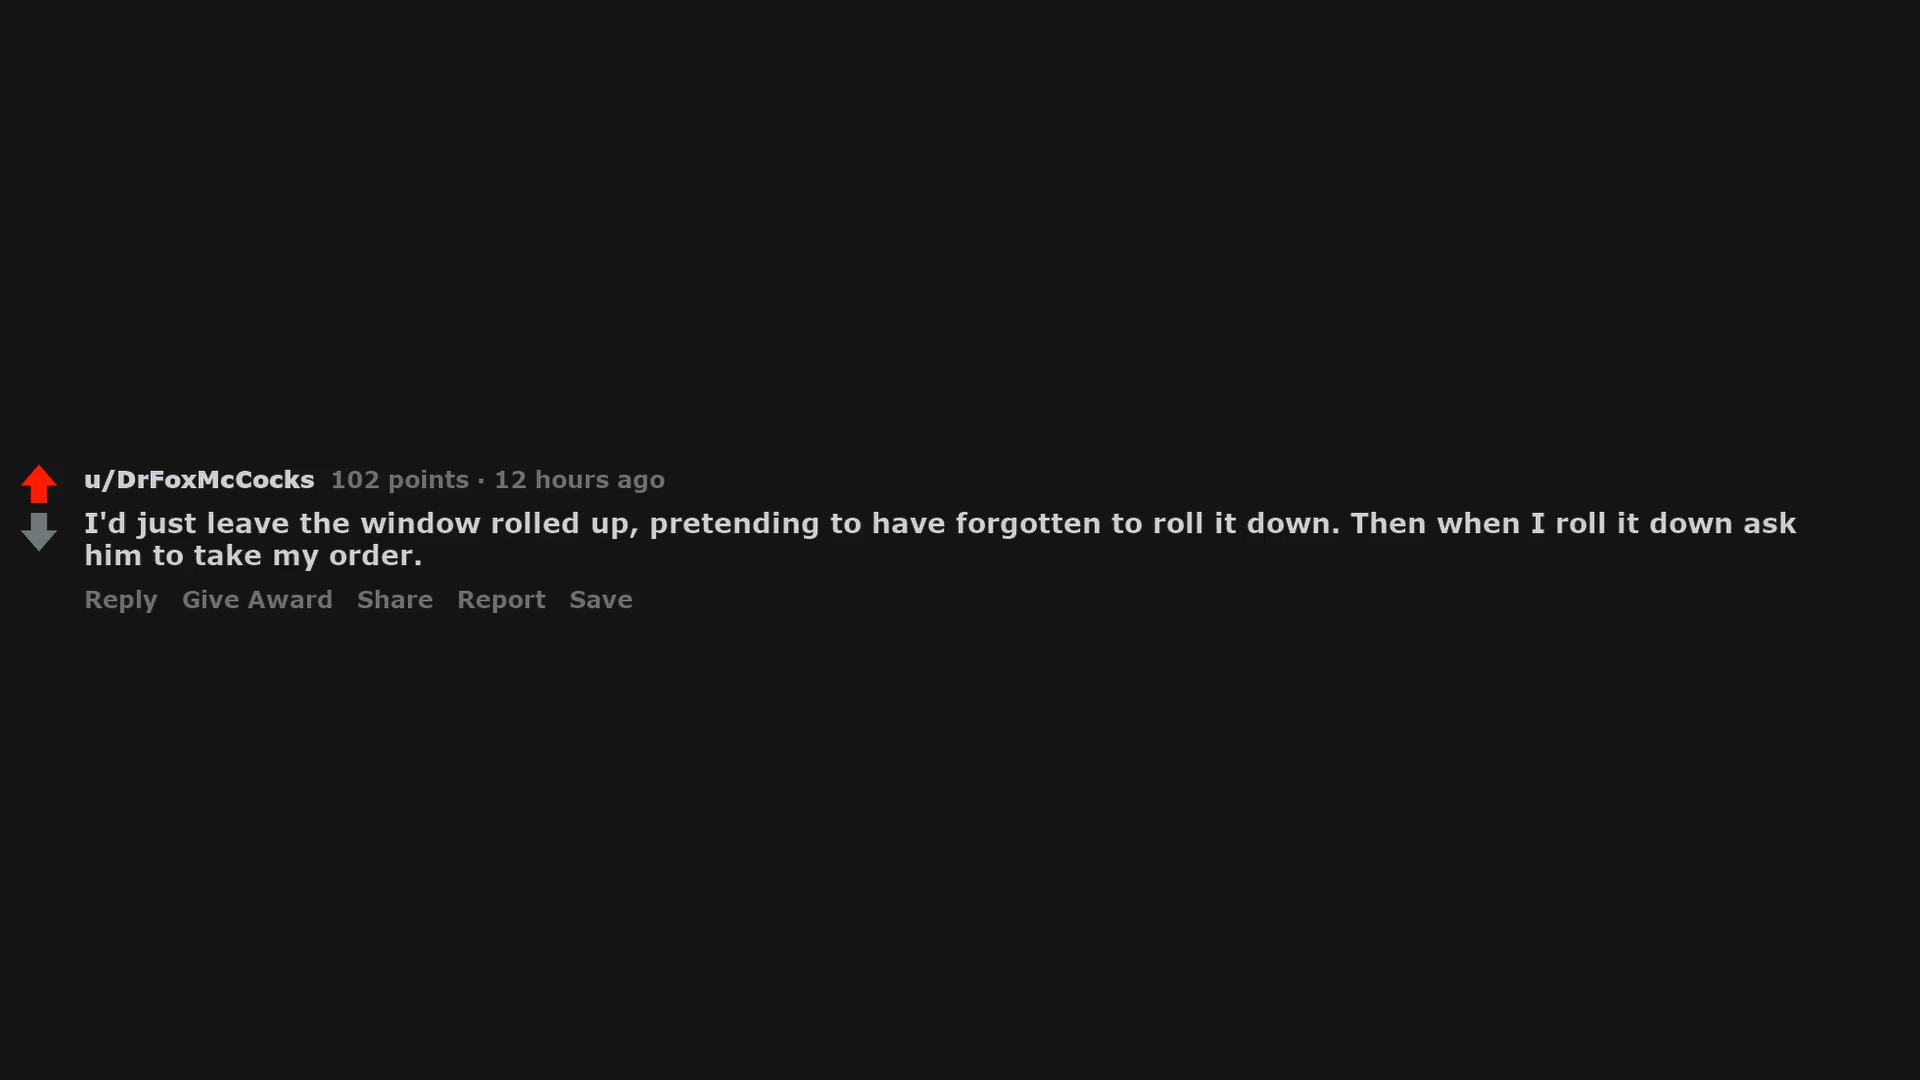 u/DrFoxMcCocks 102 points · 12 hours ago
I'd just leave the window rolled up, pretending to have forgotten to roll it down. Then when I roll it down ask
him to take my order.
Reply Give Award Share Report Save